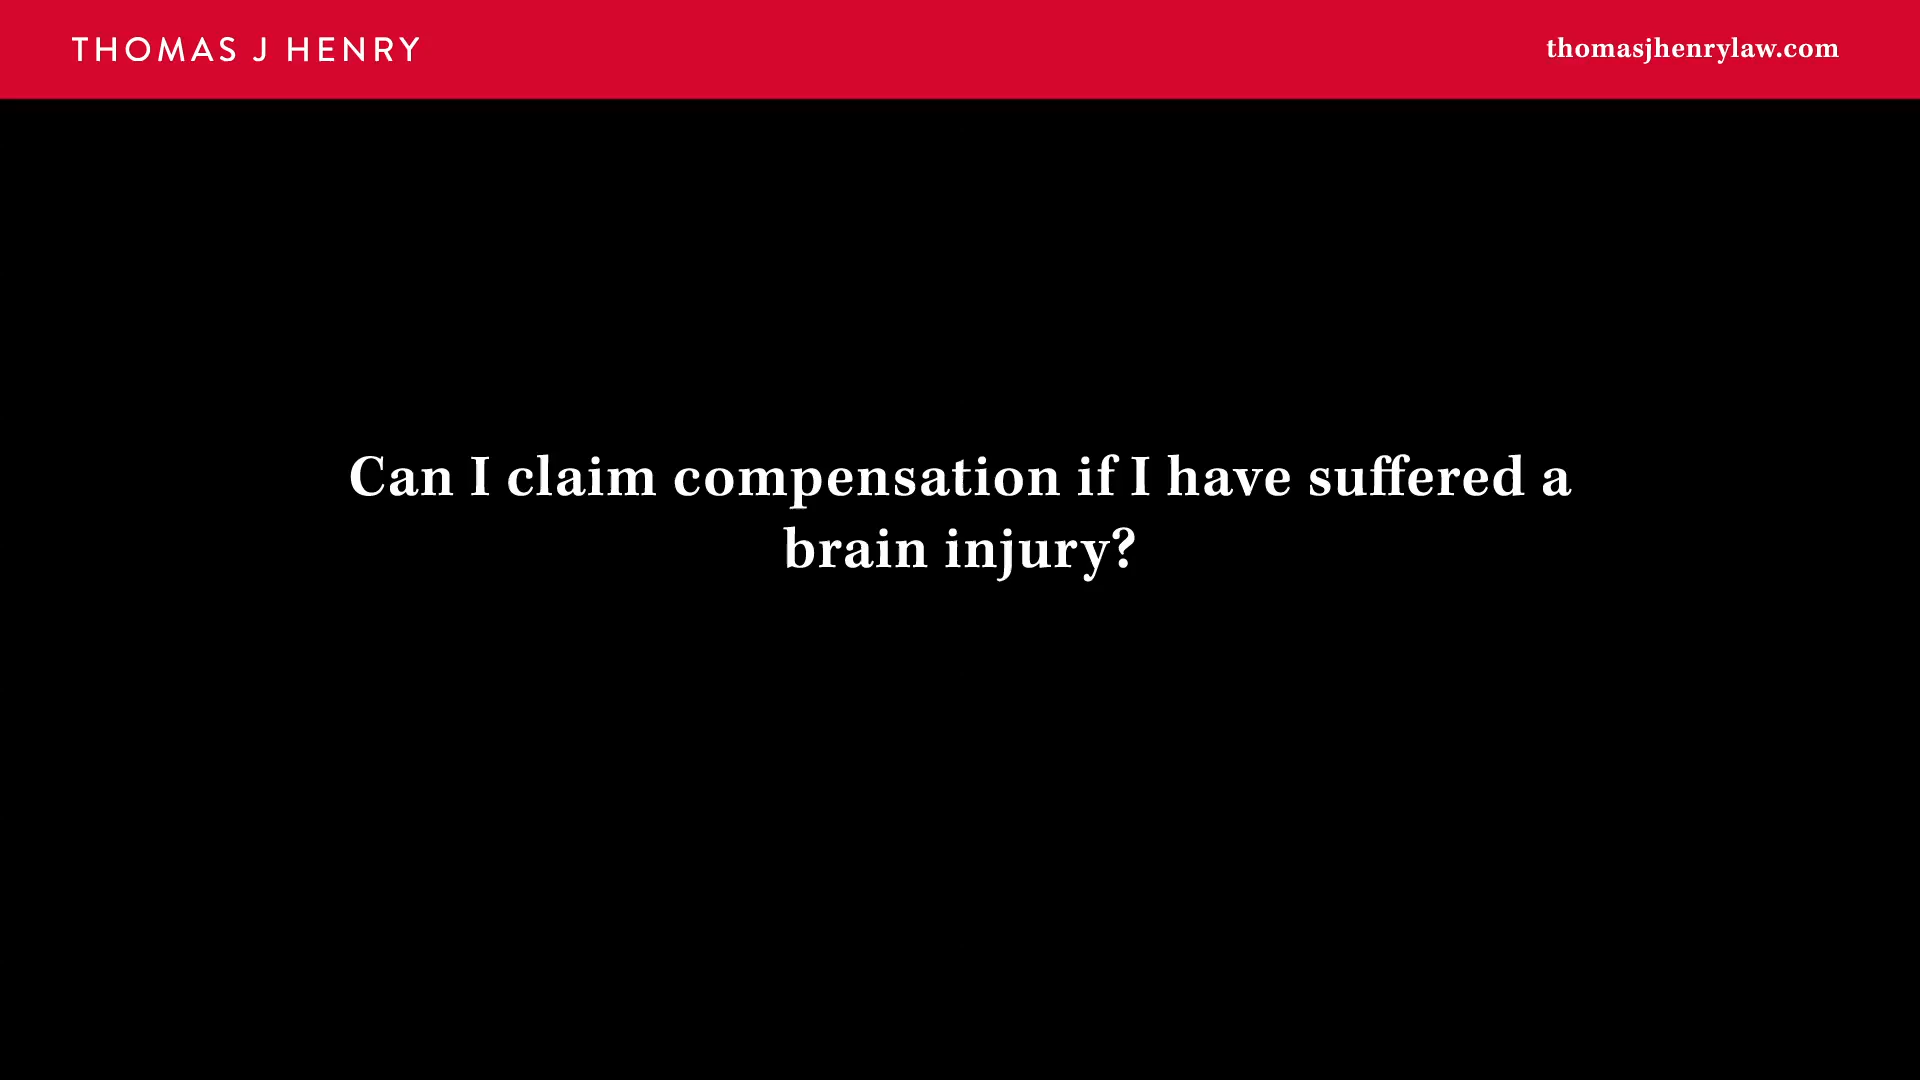 THOMAS J HENRY
thomasjhenrylaw.com
Can I claim compensation if I have suffered a
brain injury?